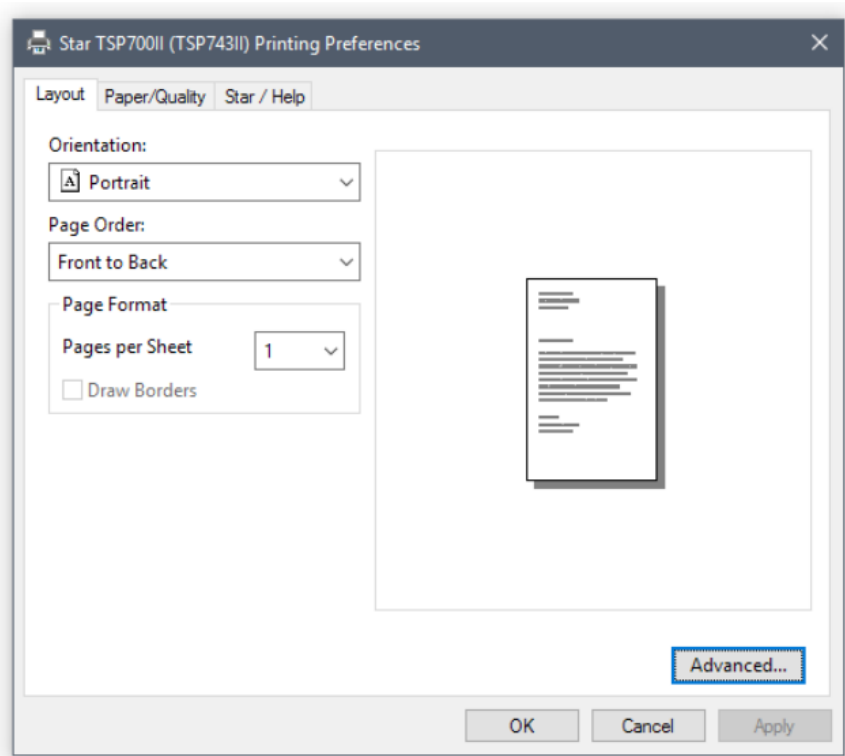 Star TSP700II (TSP743II) Printing Preferences
Layout Paper/Quality Star / Help
Orientation:
A Portrait
Page Order:
Front to Back
Page Format
Pages per Sheet 1
Draw Borders
Advanced...
OK Cancel Apply